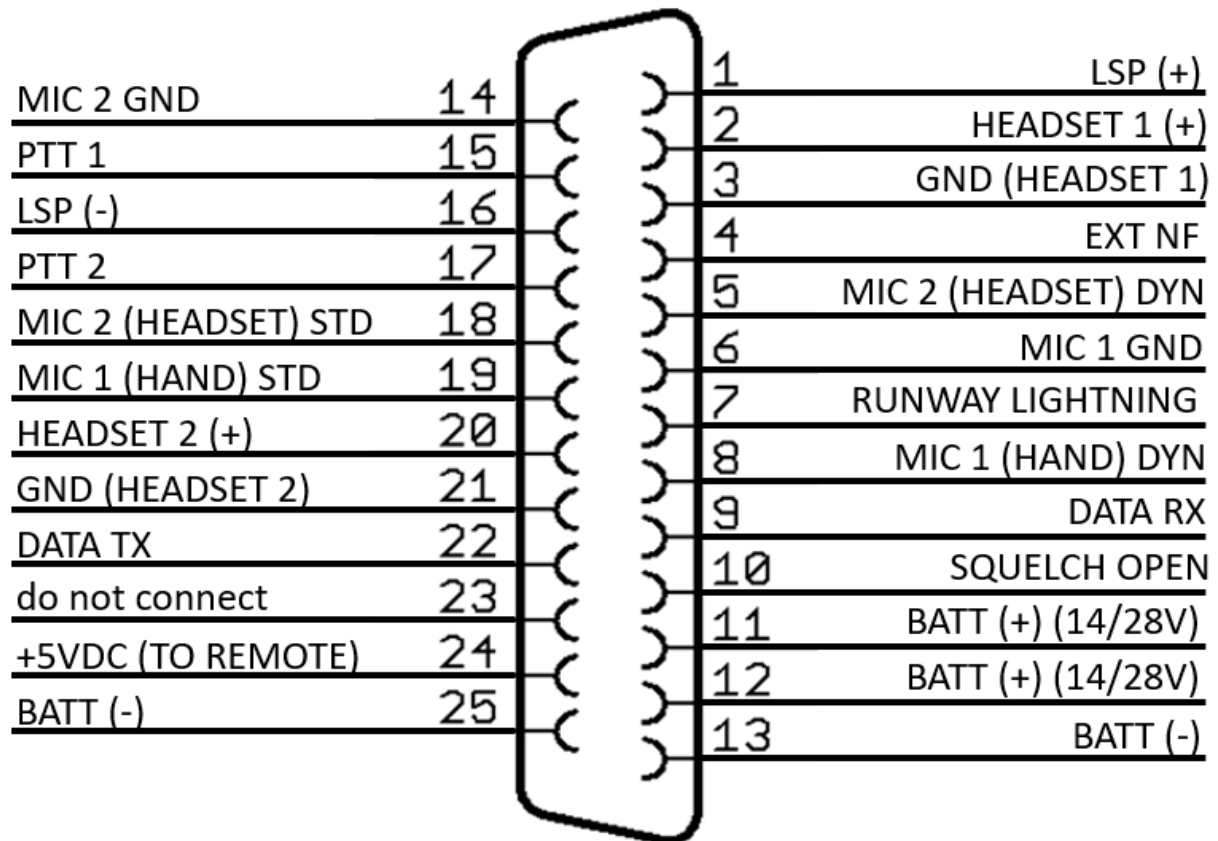 MIC 2 GND 14
PTT 1 15
LSP (-) 16
PTT 2 17
MIC 2 (HEADSET) STD 18
MIC 1 (HAND) STD 19
HEADSET 2 (+) 20
GND (HEADSET 2) 21
DATA TX 22
do not connect 23
+5VDC (TO REMOTE) 24
BATT (-) 25
1 LSP (+)
2 HEADSET 1 (+)
3 GND (HEADSET 1)
4 EXT NF
5 MIC 2 (HEADSET) DYN
6 MIC 1 GND
7 RUNWAY LIGHTNING
8 MIC 1 (HAND) DYN
9 DATA RX
10 SQUELCH OPEN
11 BATT (+) (14/28V)
12 BATT (+) (14/28V)
13 BATT (-)